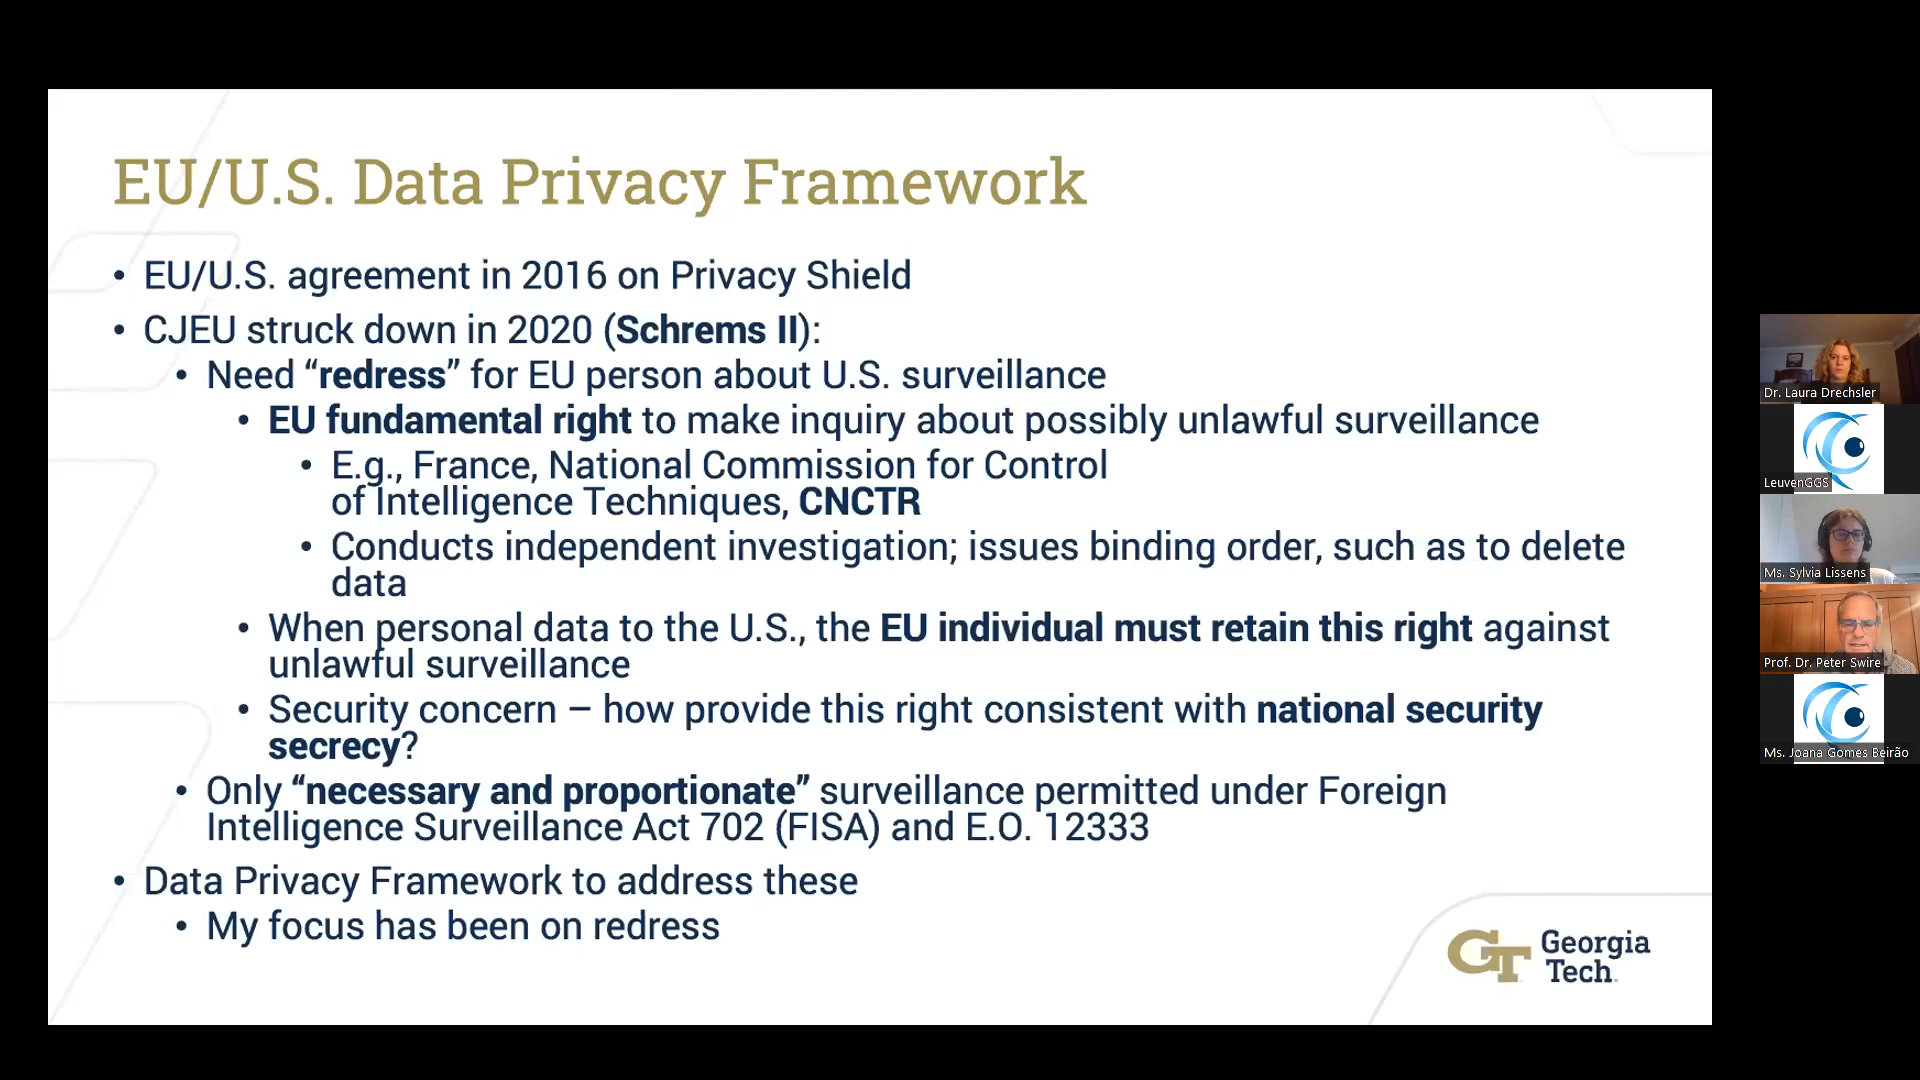 EU/U.S. Data Privacy Framework
• EU/U.S. agreement in 2016 on Privacy Shield
• CJEU struck down in 2020 (Schrems II):
• Need “redress” for EU person about U.S. surveillance
• EU fundamental right to make inquiry about possibly unlawful surveillance
• E.g., France, National Commission for Control
of Intelligence Techniques, CNCTR
• Conducts independent investigation; issues binding order, such as to delete
data
• When personal data to the U.S., the EU individual must retain this right against
unlawful surveillance
• Security concern – how provide this right consistent with national security
secrecy?
• Only “necessary and proportionate” surveillance permitted under Foreign
Intelligence Surveillance Act 702 (FISA) and E.O. 12333
• Data Privacy Framework to address these
• My focus has been on redress
GT Georgia
Tech
Dr. Laura Drechsler
LeuvenGGS
Ms. Sylvia Lissens
Prof. Dr. Peter Swire
Ms. Joana Gomes Beirão